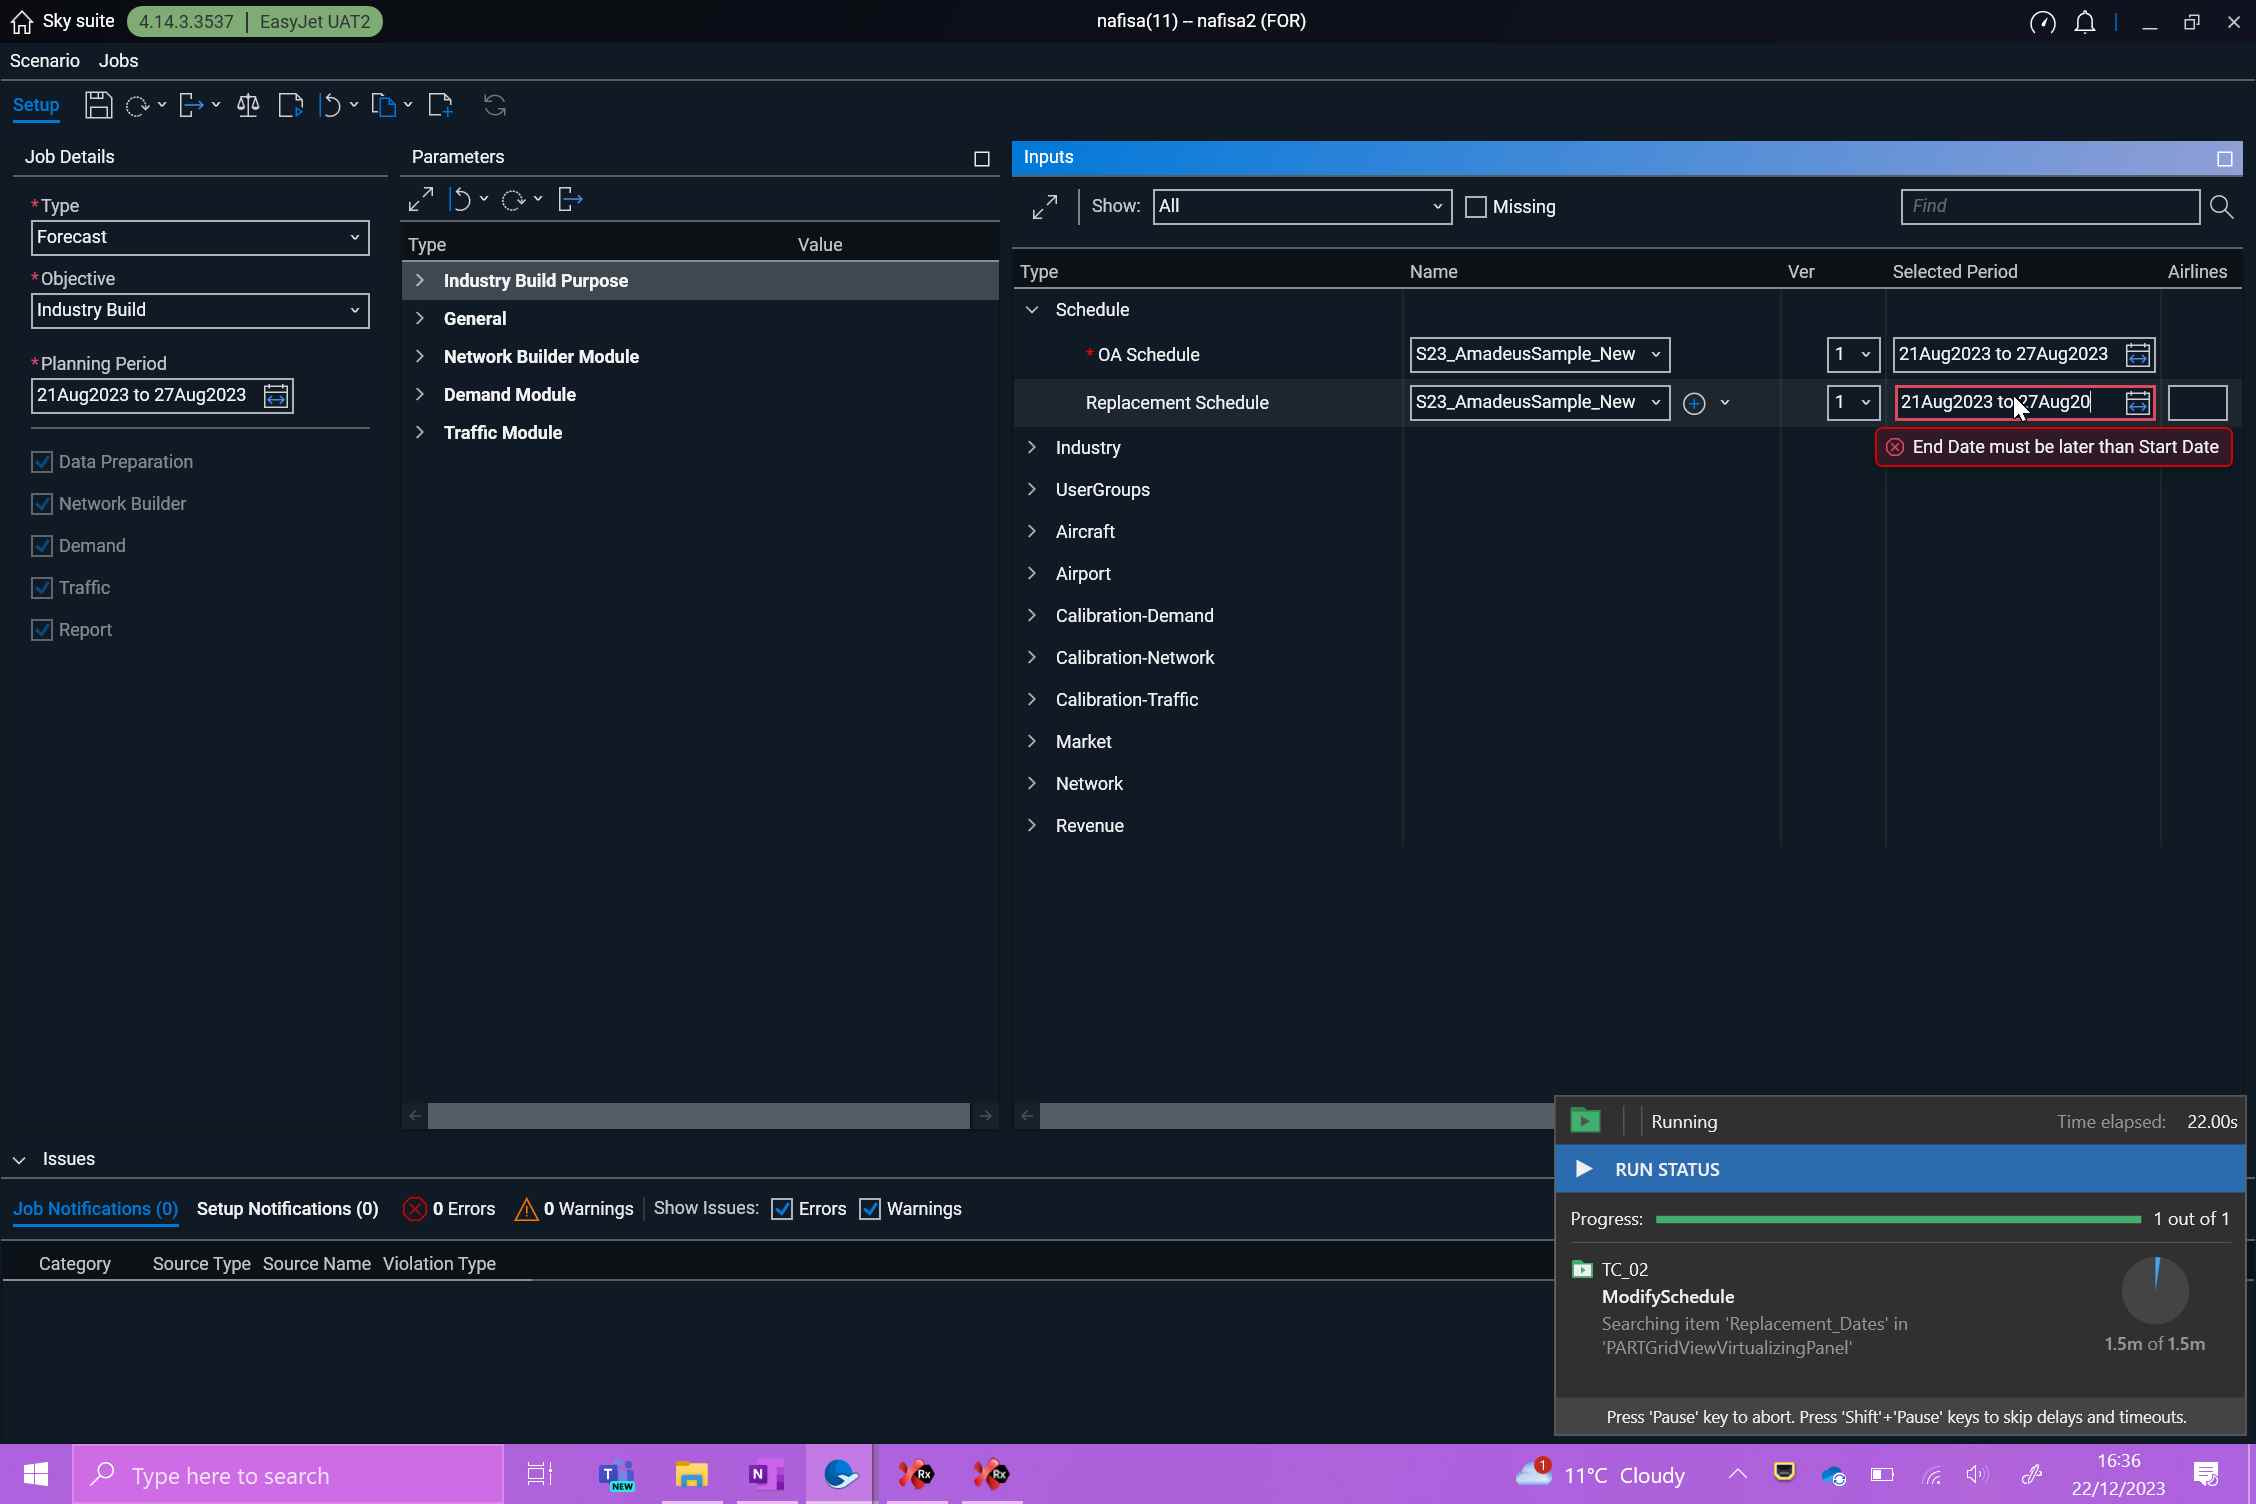 Sky suite 4.14.3.3537 | EasyJet UAT2 nafisa(11) – nafisa2 (FOR)
Scenario Jobs
Setup
Job Details
*Type
Forecast
*Objective
Industry Build
*Planning Period
21Aug2023 to 27Aug2023
Data Preparation
Network Builder
Demand
Traffic
Report
Parameters
Type Value
Industry Build Purpose
General
Network Builder Module
Demand Module
Traffic Module
Inputs
Show: All Missing Find
Type Name Ver Selected Period Airlines
Schedule
* OA Schedule S23_AmadeusSample_New 1 21Aug2023 to 27Aug2023
Replacement Schedule S23_AmadeusSample_New 1 21Aug2023 to 27Aug20
End Date must be later than Start Date
Industry
UserGroups
Aircraft
Airport
Calibration-Demand
Calibration-Network
Calibration-Traffic
Market
Network
Revenue
Issues
Job Notifications (0) Setup Notifications (0) 0 Errors 0 Warnings Show Issues: Errors Warnings
Category Source Type Source Name Violation Type
Running Time elapsed: 22.00s
RUN STATUS
Progress: 1 out of 1
TC_02
ModifySchedule
Searching item 'Replacement_Dates' in
'PARTGridViewVirtualizingPanel'
1.5m of 1.5m
Press 'Pause' key to abort. Press 'Shift'+'Pause' keys to skip delays and timeouts.
Type here to search
T
NEW
N
Rx
Rx
1
11°C Cloudy
16:36
22/12/2023